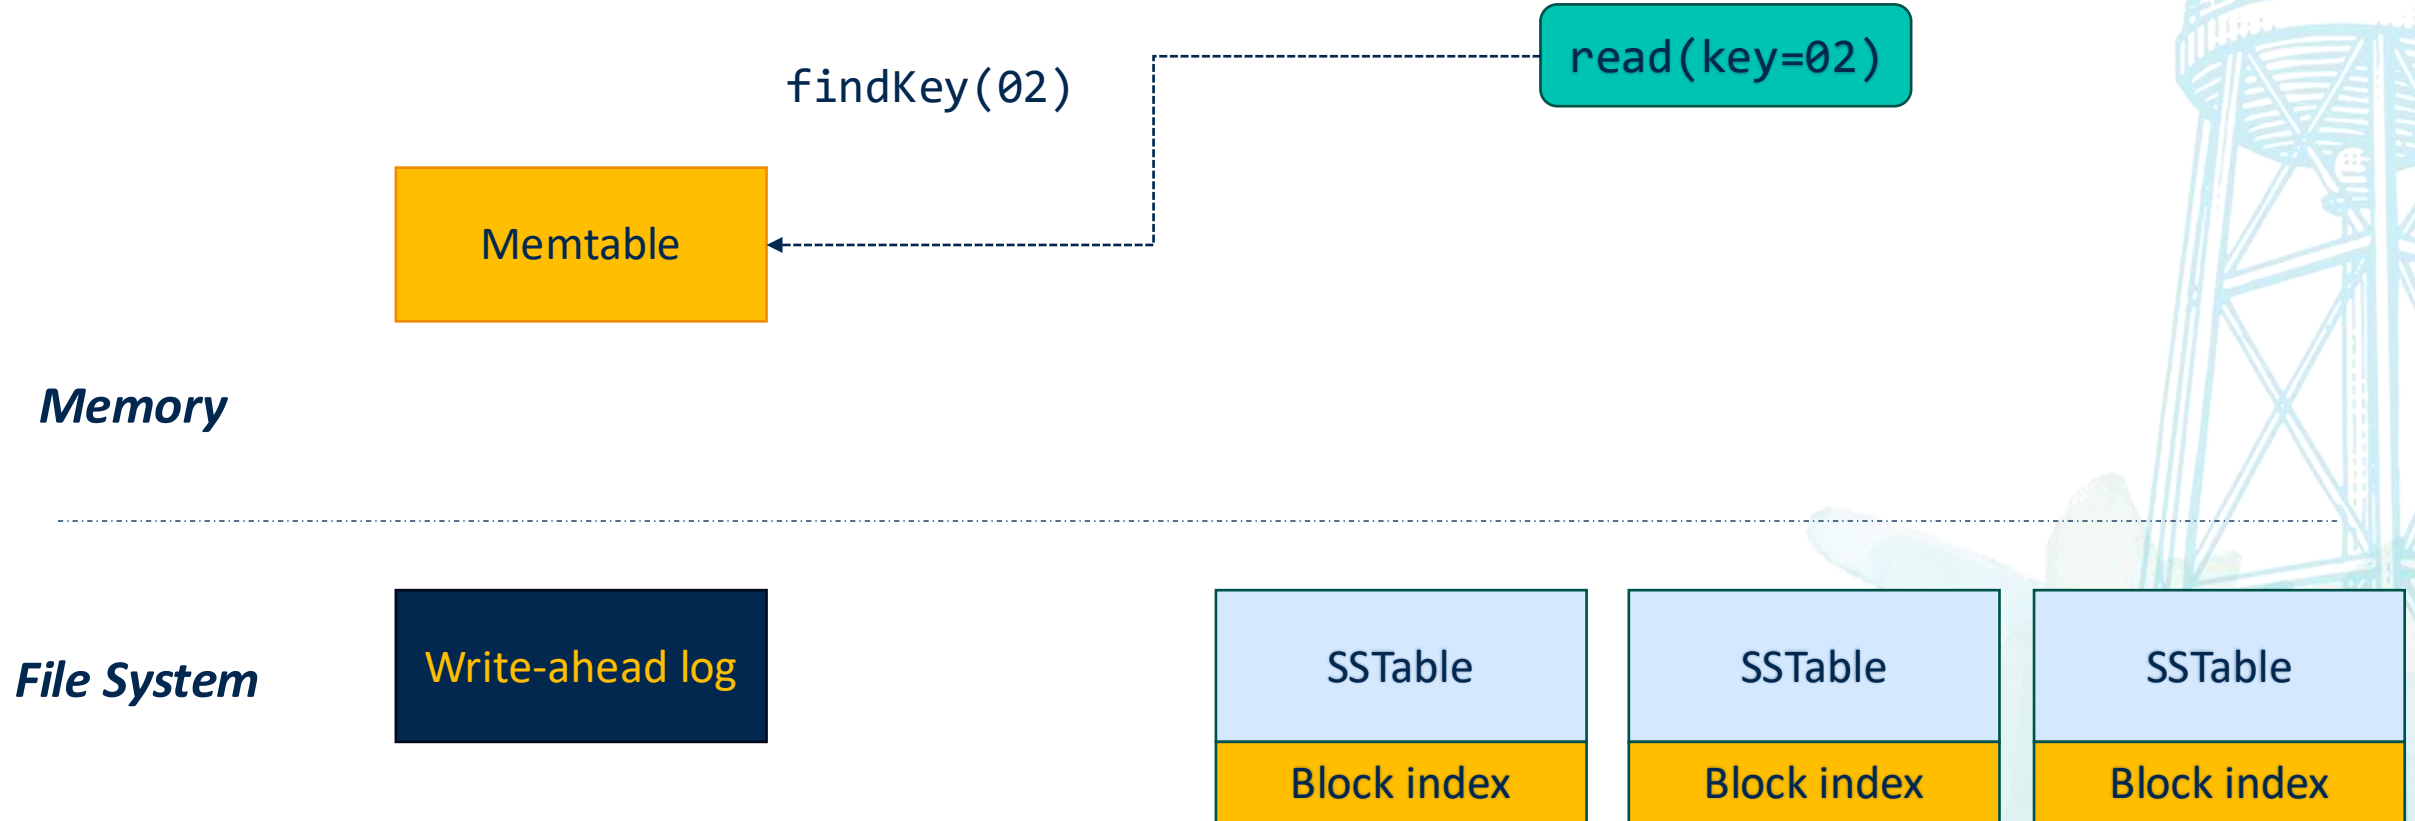 read(key=02)
findKey(02)
Memtable
Memory
File System
Write-ahead log
SSTable
SSTable
SSTable
Block index
Block index
Block index